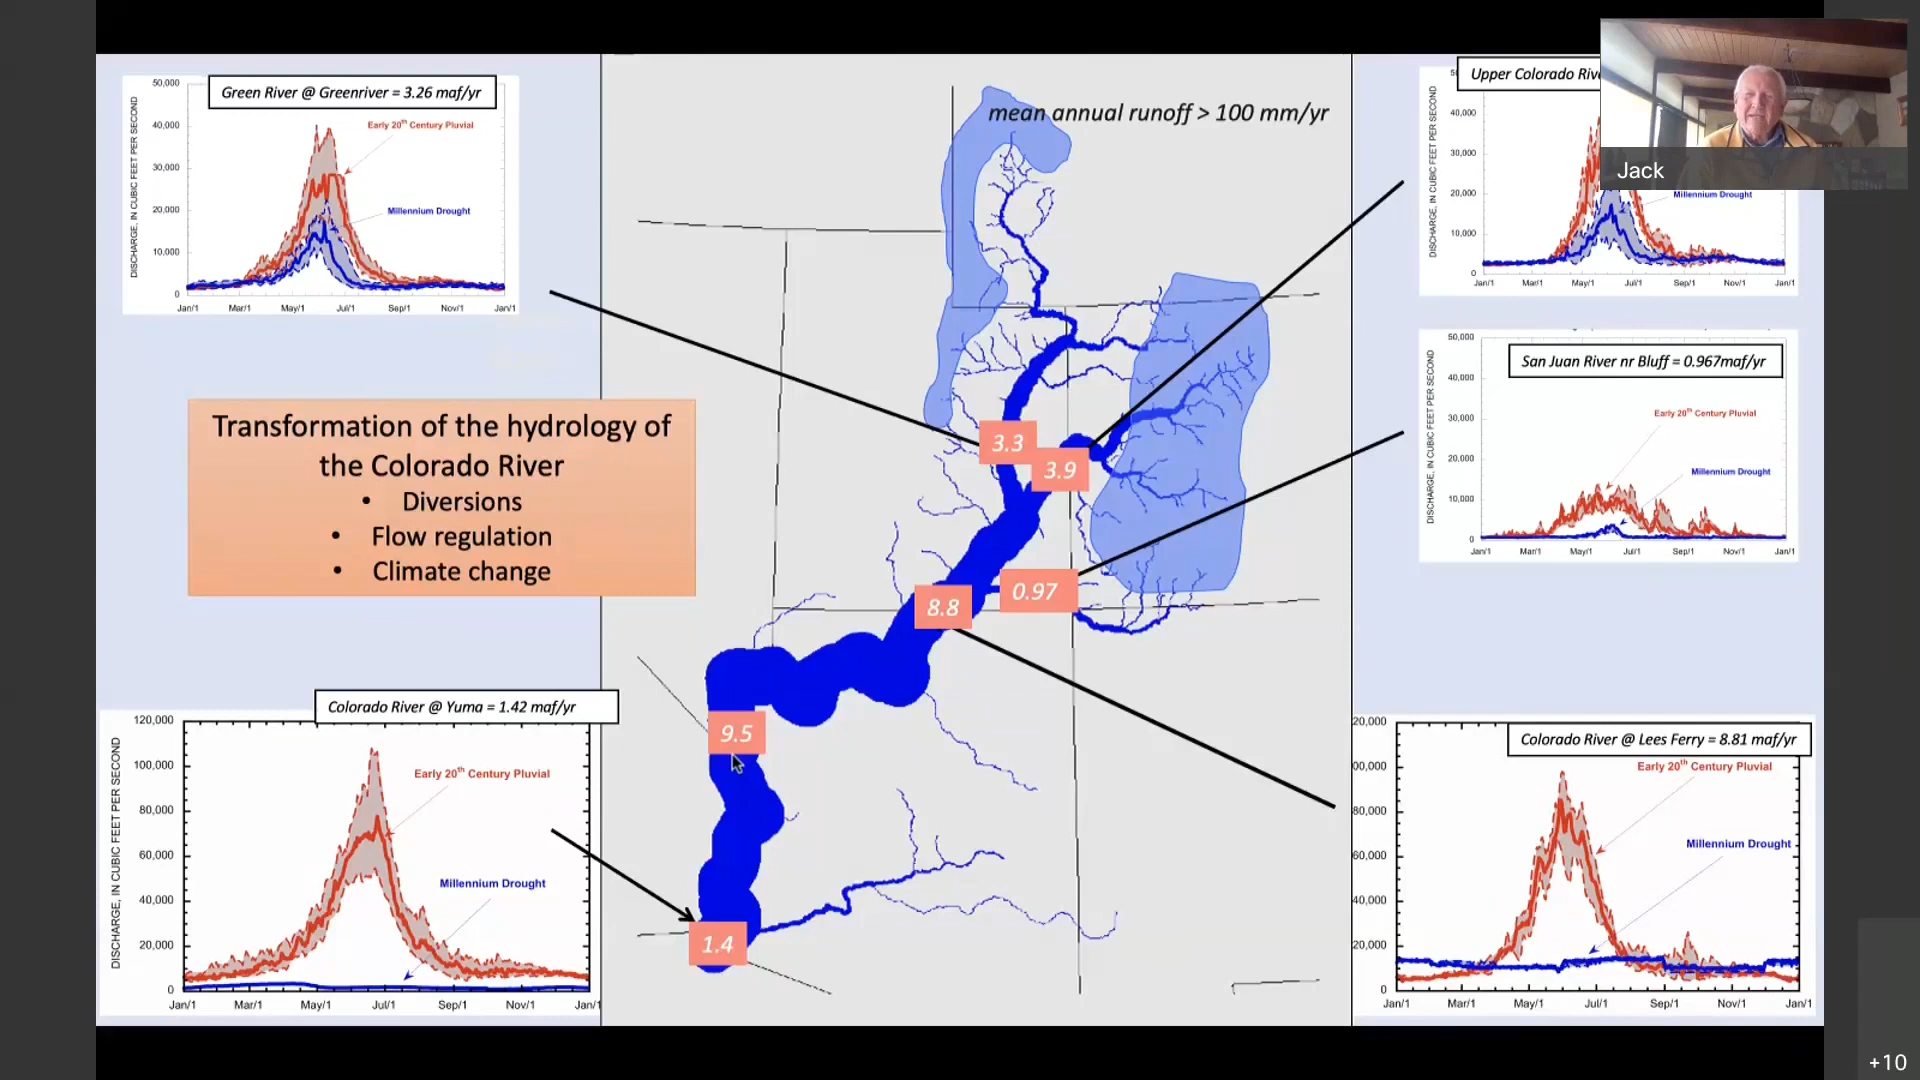 Green River @ Greenriver = 3.26 maf/yr
DISCHARGE, IN CUBIC FEET PER SECOND
50,000
40,000
30,000
20,000
10,000
0
Early 20th Century Pluvial
Millennium Drought
Jan/1 Mar/1 May/1 Jul/1 Sep/1 Nov/1 Jan/1
Transformation of the hydrology of
the Colorado River
• Diversions
• Flow regulation
• Climate change
Colorado River @ Yuma = 1.42 maf/yr
DISCHARGE, IN CUBIC FEET PER SECOND
120,000
100,000
80,000
60,000
40,000
20,000
0
Early 20th Century Pluvial
Millennium Drought
Jan/1 Mar/1 May/1 Jul/1 Sep/1 Nov/1 Jan/1
mean annual runoff > 100 mm/yr
3.3
3.9
0.97
8.8
9.5
1.4
Upper Colorado Riv
DISCHARGE, IN CUBIC FEET PER SECOND
40,000
30,000
20,000
10,000
0
Millennium Drought
Jan/1 Mar/1 May/1 Jul/1 Sep/1 Nov/1 Jan/1
Jack
San Juan River nr Bluff = 0.967maf/yr
DISCHARGE, IN CUBIC FEET PER SECOND
50,000
40,000
30,000
20,000
10,000
0
Early 20th Century Pluvial
Millennium Drought
Jan/1 Mar/1 May/1 Jul/1 Sep/1 Nov/1 Jan/1
Colorado River @ Lees Ferry = 8.81 maf/yr
20,000
00,000
80,000
60,000
40,000
20,000
0
Early 20th Century Pluvial
Millennium Drought
Jan/1 Mar/1 May/1 Jul/1 Sep/1 Nov/1 Jan/1
+10